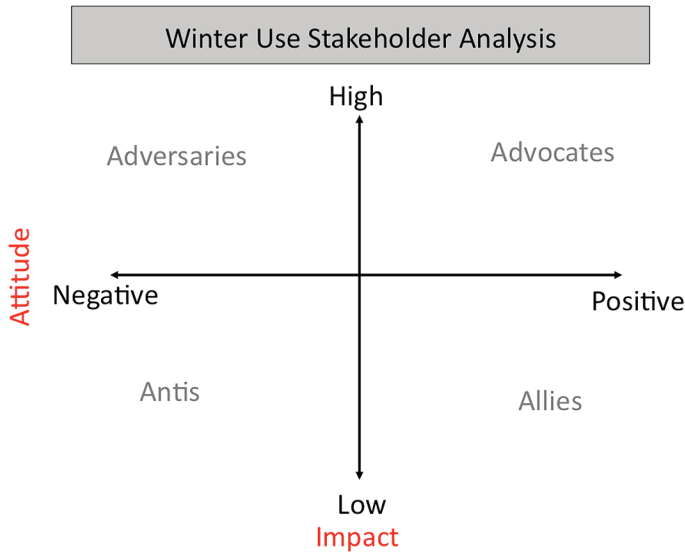 Winter Use Stakeholder Analysis
High
Adversaries
Advocates
Attitude
Negative
Positive
Antis
Allies
Low
Impact